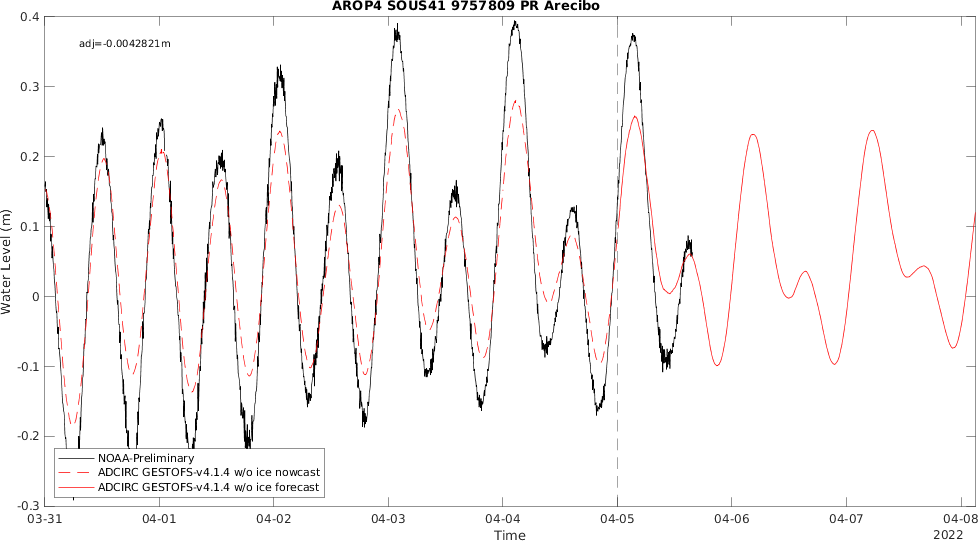 AROP4 SOUS41 9757809 PR Arecibo
adj=-0.0042821m
0.4
0.3
0.2
0.1
0
-0.1
-0.2
-0.3
Water Level (m)
NOAA-Preliminary
ADCIRC GESTOFS-v4.1.4 w/o ice nowcast
ADCIRC GESTOFS-v4.1.4 w/o ice forecast
03-31 04-01 04-02 04-03 04-04 04-05 04-06 04-07 04-08
Time
2022